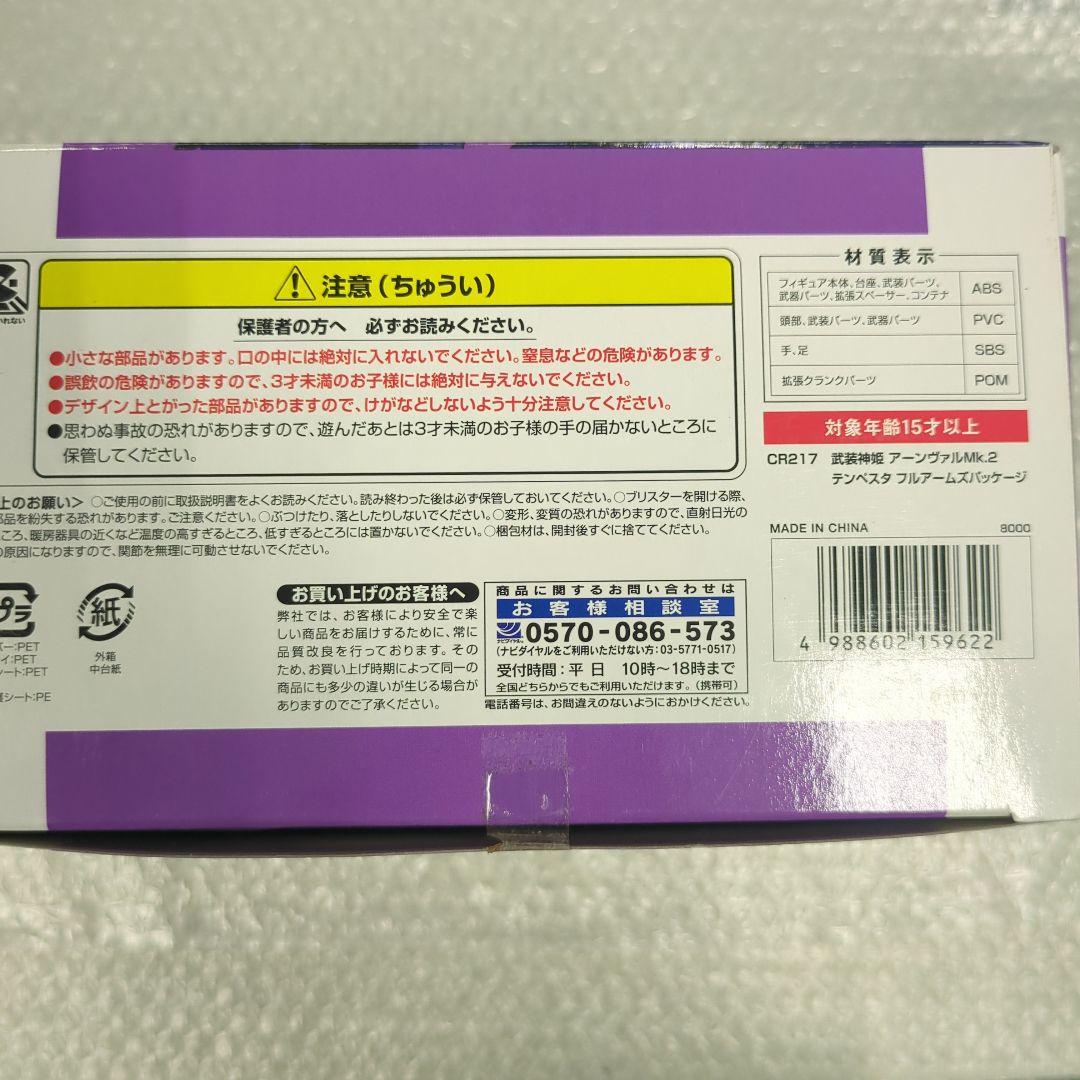 れない
注意(ちゅうい)
保護者の方へ 必ずお読みください。
●小さな部品があります。口の中には絶対に入れないでください。窒息などの危険があります。
●誤飲の危険がありますので、3才未満のお子様には絶対に与えないでください。
●デザイン上とがった部品がありますので、けがなどしないよう十分注意してください。
●思わぬ事故の恐れがありますので、遊んだあとは3才未満のお子様の手の届かないところに
保管してください。
上のお願い> ○ご使用の前に取扱説明書をよくお読みください。読み終わった後は必ず保管しておいてください。○ブリスターを開ける際、
部品を紛失する恐れがあります。ご注意ください。○ぶつけたり、落としたりしないでください。○変形、変質の恐れがありますので、直射日光の
ころ、暖房器具の近くなど温度の高すぎるところ、低すぎるところには置かないでください。○梱包材は、開封後すぐに捨ててください。
の原因になりますので、関節を無理に可動させないでください。
プラ
バー:PET
イ:PET
シート:PET
護シート:PE
紙
外箱
中台紙
お買い上げのお客様へ
弊社では、お客様により安全で楽
しい商品をお届けするために、常に
品質改良を行っております。その
ため、お買い上げ時期によって同一の
商品にも多少の違いが生じる場合が
ありますのでご了承ください。
商品に関するお問い合わせは
お客様相談室
ナビダイヤル 0570-086-573
(ナビダイヤルをご利用いただけない方:03-5771-0517)
受付時間:平日 10時~18時まで
全国どちらからでもご利用いただけます。(携帯可)
電話番号は、お間違えのないようにおかけください。
材質表示
フィギュア本体、台座、武装パーツ、
武器パーツ、拡張スペーサー、コンテナ ABS
頭部、武装パーツ、武器パーツ PVC
手、足 SBS
拡張クランクパーツ POM
対象年齢15才以上
CR217 武装神姫 アーンヴァルMk.2
テンペスタ フルアームズパッケージ
MADE IN CHINA 8000
4 988602 159622